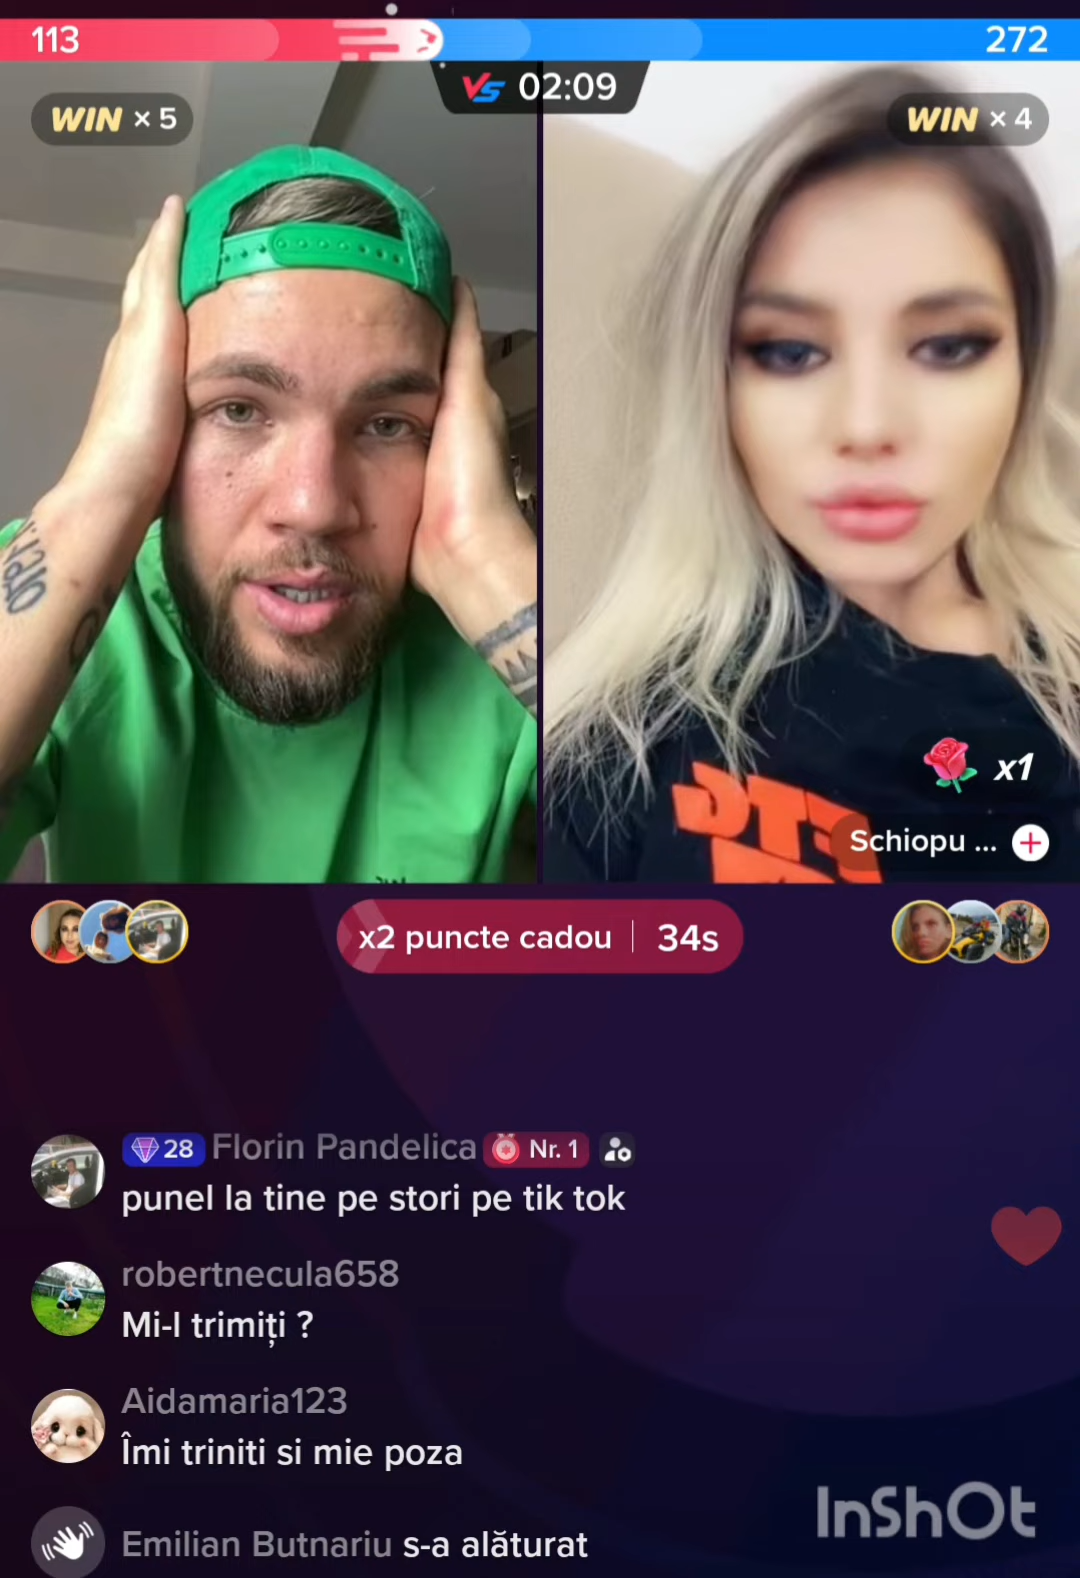 113
272
VS 02:09
WIN × 5
WIN × 4
x1
Schiopu ...
x2 puncte cadou | 34s
28 Florin Pandelica Nr. 1
punel la tine pe stori pe tik tok
robertnecula658
Mi-l trimiți ?
Aidamaria123
Îmi triniti si mie poza
Emilian Butnariu s-a alăturat
InShOt